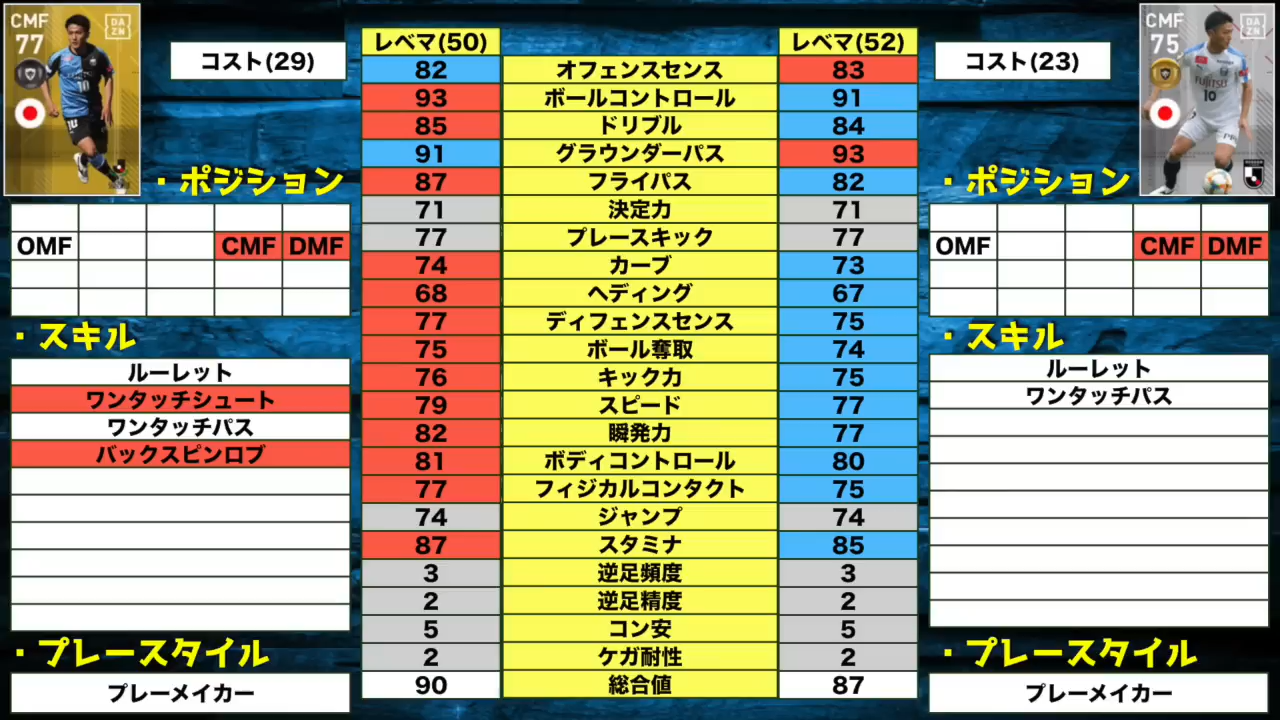 CMF
77
DAZN
コスト(29)
・ポジション
OMF CMF DMF
・スキル
ルーレット
ワンタッチシュート
ワンタッチパス
バックスピンロブ
・プレースタイル
プレーメイカー
レベマ(50) レベマ(52)
82 オフェンスセンス 83
93 ボールコントロール 91
85 ドリブル 84
91 グラウンダーパス 93
87 フライパス 82
71 決定力 71
77 プレースキック 77
74 カーブ 73
68 ヘディング 67
77 ディフェンスセンス 75
75 ボール奪取 74
76 キック力 75
79 スピード 77
82 瞬発力 77
81 ボディコントロール 80
77 フィジカルコンタクト 75
74 ジャンプ 74
87 スタミナ 85
3 逆足頻度 3
2 逆足精度 2
5 コン安 5
2 ケガ耐性 2
90 総合値 87
CMF
75
DAZN
FUJITSU
10
コスト(23)
・ポジション
OMF CMF DMF
・スキル
ルーレット
ワンタッチパス
・プレースタイル
プレーメイカー